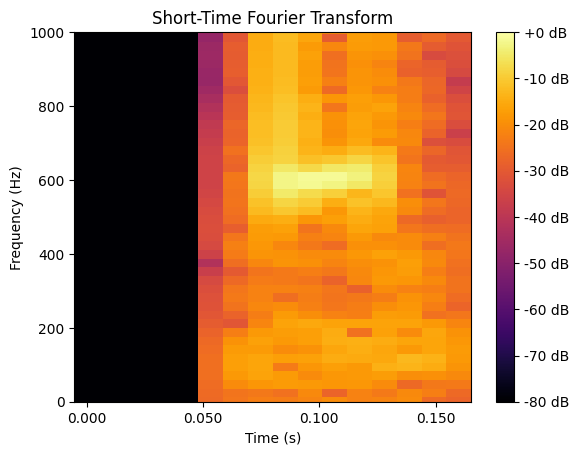 Short-Time Fourier Transform
1000
800
600
400
200
0
Frequency (Hz)
0.000
0.050
0.100
0.150
Time (s)
+0 dB
-10 dB
-20 dB
-30 dB
-40 dB
-50 dB
-60 dB
-70 dB
-80 dB